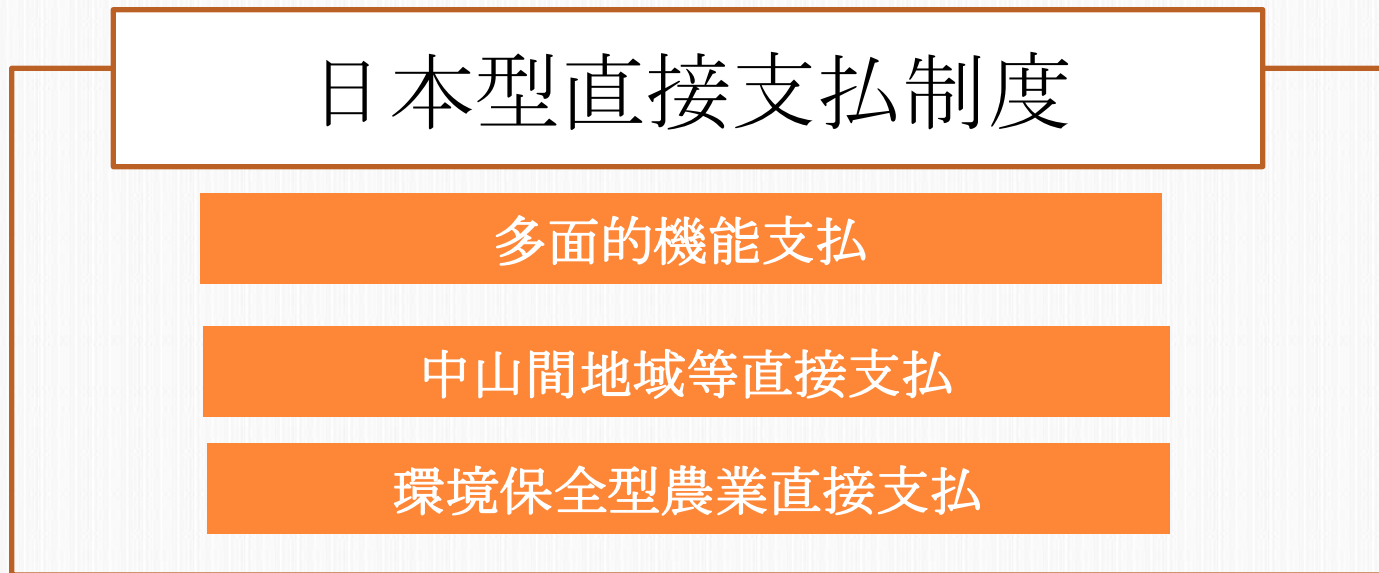 日本型直接支払制度
多面的機能支払
中山間地域等直接支払
環境保全型農業直接支払